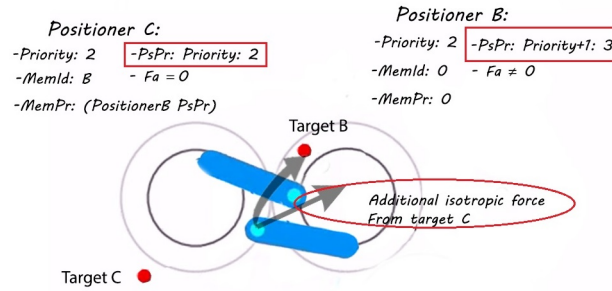 Positioner C:
-Priority: 2
-PsPr: Priority: 2
-MemId: B
- Fa = 0
-MemPr: (PositionerB PsPr)
Positioner B:
-Priority: 2
-PsPr: Priority+1: 3
-MemId: 0
- Fa ≠ 0
-MemPr: 0
Target B
Additional isotropic force
From target C
Target C